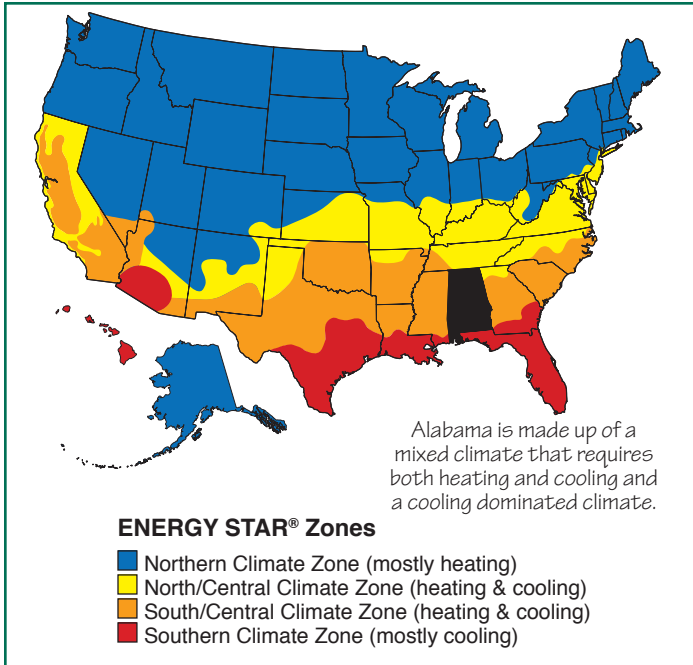 Alabama is made up of a
mixed climate that requires
both heating and cooling and
a cooling dominated climate.
ENERGY STAR® Zones
Northern Climate Zone (mostly heating)
North/Central Climate Zone (heating & cooling)
South/Central Climate Zone (heating & cooling)
Southern Climate Zone (mostly cooling)